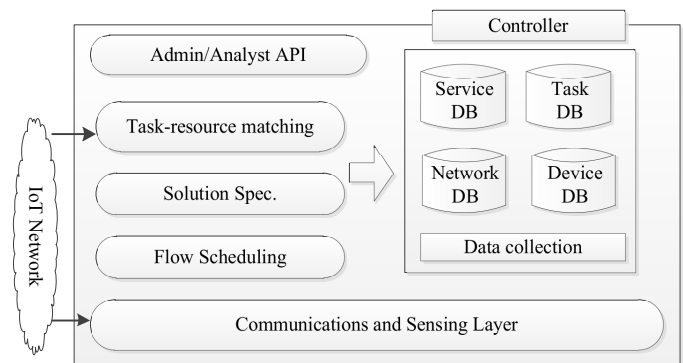 Controller
Admin/Analyst API
Task-resource matching
Solution Spec.
Flow Scheduling
Service
DB
Task
DB
Network
DB
Device
DB
Data collection
IoT Network
Communications and Sensing Layer